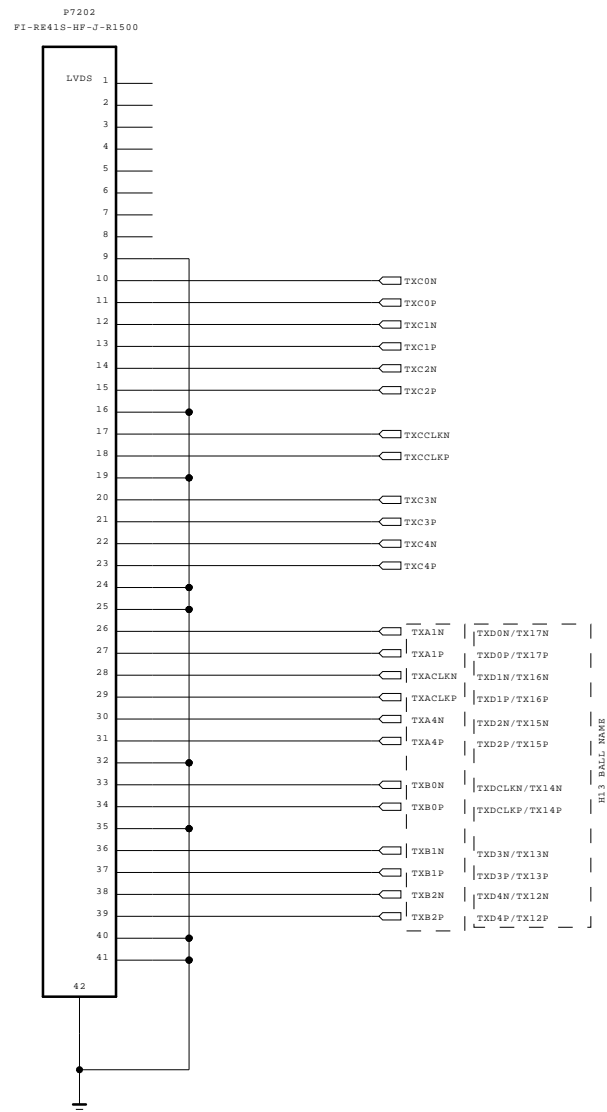 P7202
FI-RE41S-HF-J-R1500
LVDS 1
2
3
4
5
6
7
8
9
10 TXC0N
11 TXC0P
12 TXC1N
13 TXC1P
14 TXC2N
15 TXC2P
16
17 TXCCLKN
18 TXCCLKP
19
20 TXC3N
21 TXC3P
22 TXC4N
23 TXC4P
24
25
26 TXA1N TXD0N/TX17N
27 TXA1P TXD0P/TX17P
28 TXACLKN TXD1N/TX16N
29 TXACLKP TXD1P/TX16P
30 TXA4N TXD2N/TX15N
31 TXA4P TXD2P/TX15P
32
33 TXB0N TXDCLKN/TX14N
34 TXB0P TXDCLKP/TX14P
35
36 TXB1N TXD3N/TX13N
37 TXB1P TXD3P/TX13P
38 TXB2N TXD4N/TX12N
39 TXB2P TXD4P/TX12P
40
41
42
H13 BALL NAME